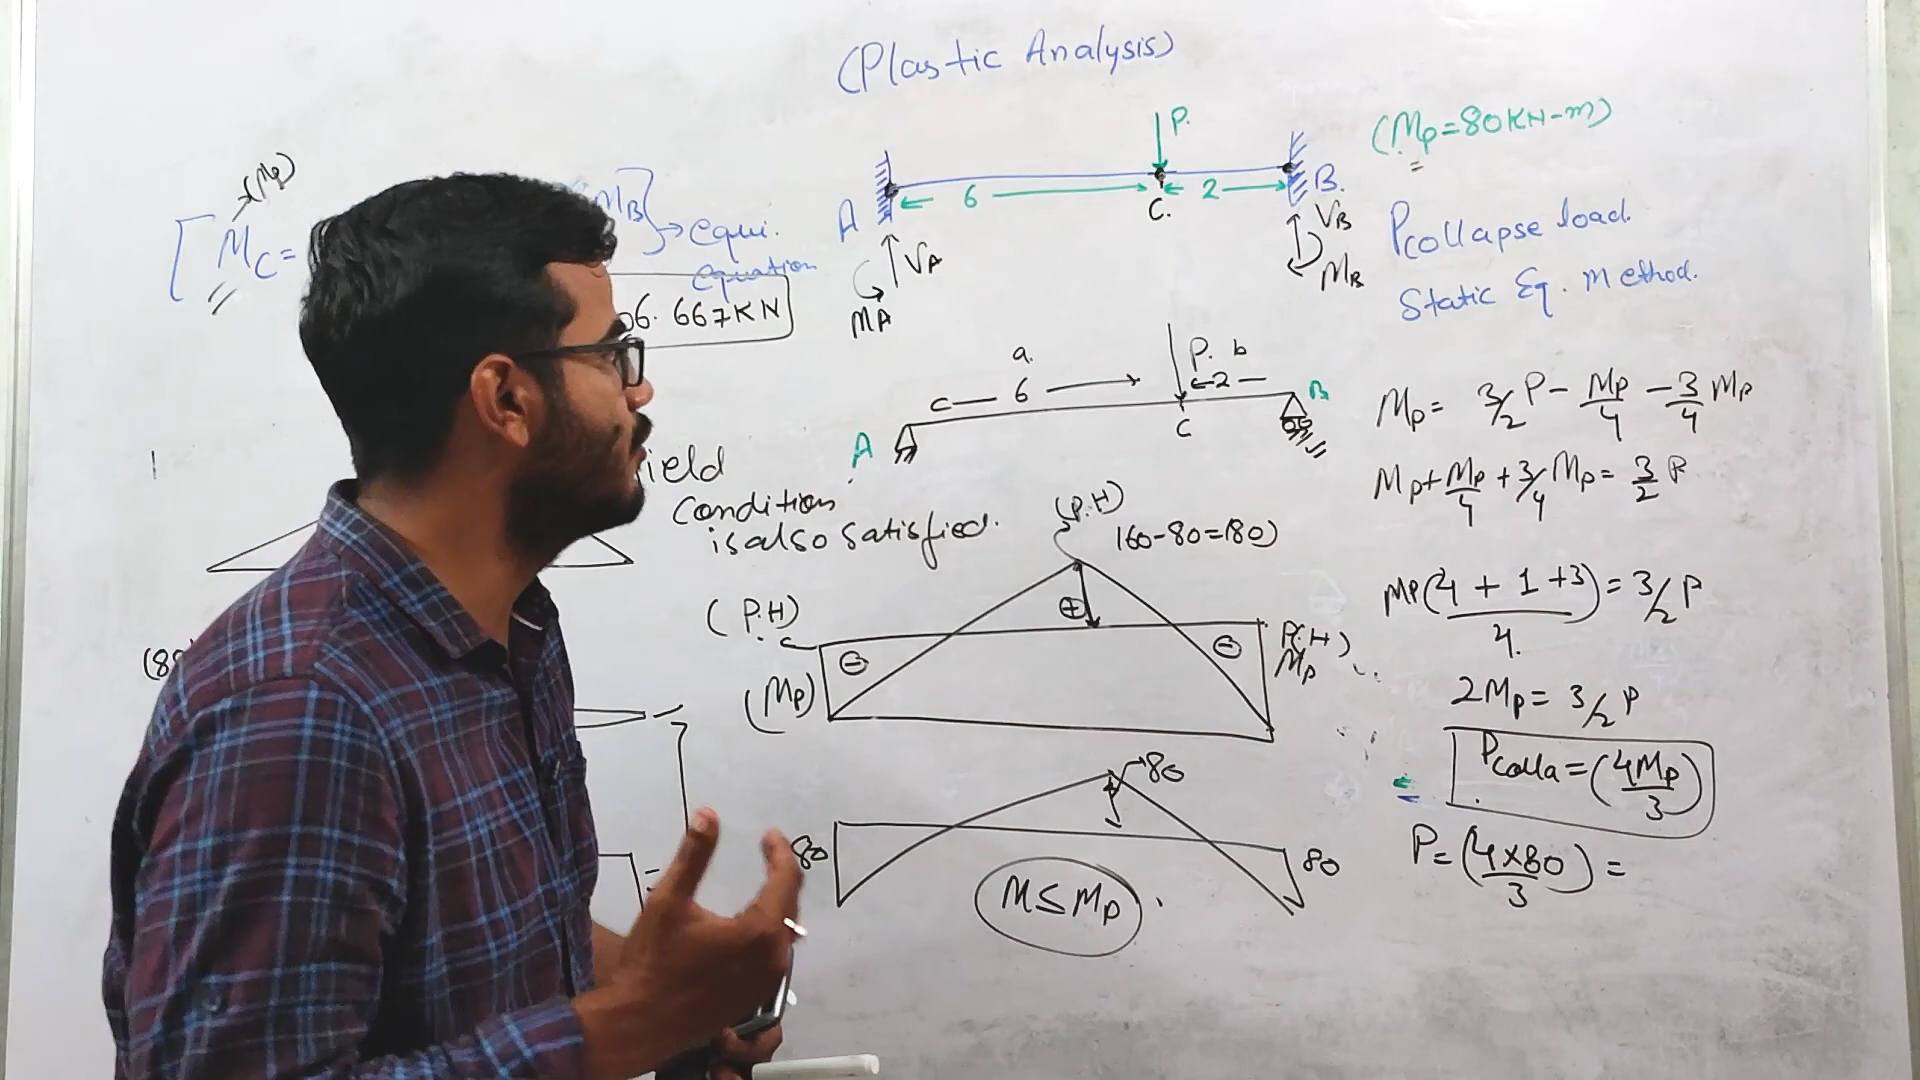 (Plastic Analysis)
P.
(Mp=80KN-m)
6
2
A
C.
B.
VA
MA
VB
MB
Pcollapse load.
Static Eq. Method.
(Mp)
Mc=
MB
equi.
equation
06.667KN
a.
6
P. b
2
A
C
B
ield
Condition
is also satisfied.
Mp= 3/2 P- Mp/4 - 3/4 Mp
Mp+Mp/4 +3/4 Mp= 3/2 P
Mp(4 + 1 +3)/4. = 3/2 P
2Mp= 3/2 P
Pcolla=(4Mp/3)
P=(4x80/3)=
(P.H)
160-80=(80)
(P.H)
⊖
⊕
⊖
P(.H)
Mp
(Mp)
80
80
80
M≤Mp